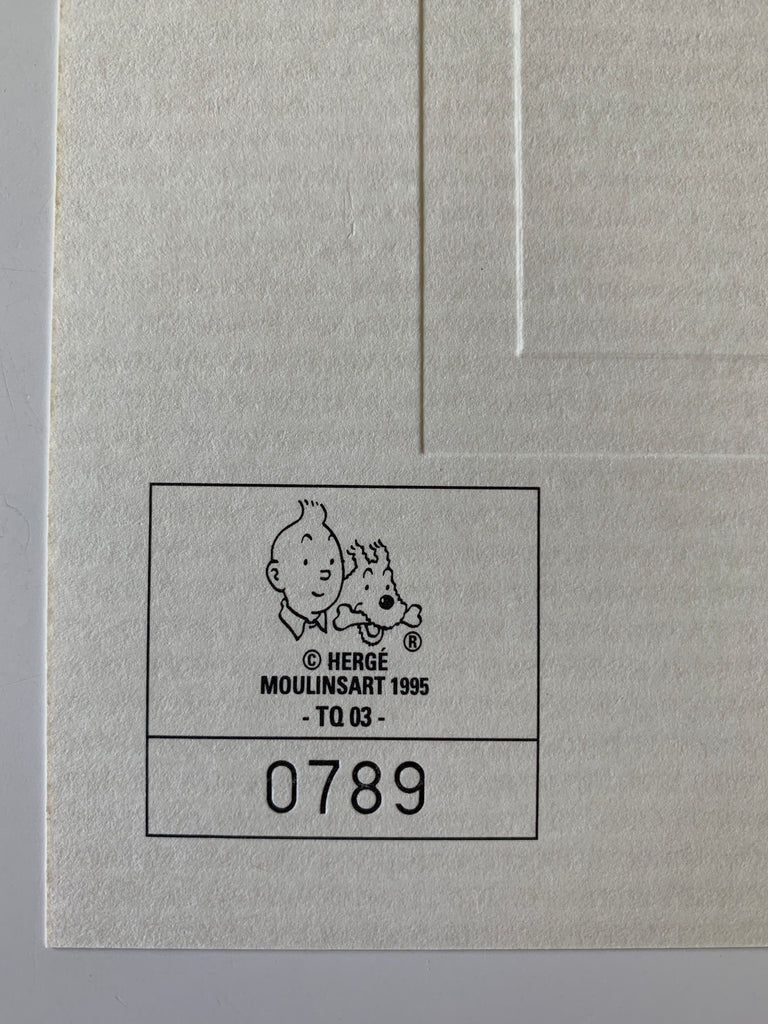 ®
© HERGÉ
MOULINSART 1995
- TQ 03 -
0789